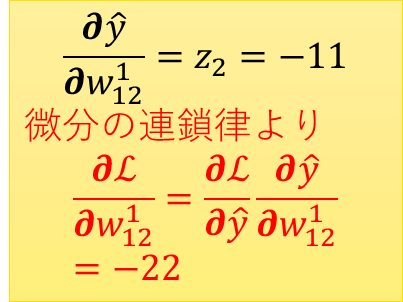 ∂ŷ/∂w¹₁₂ = z₂ = −11
微分の連鎖律より
∂ℒ/∂w¹₁₂ = ∂ℒ/∂ŷ ∂ŷ/∂w¹₁₂
= −22